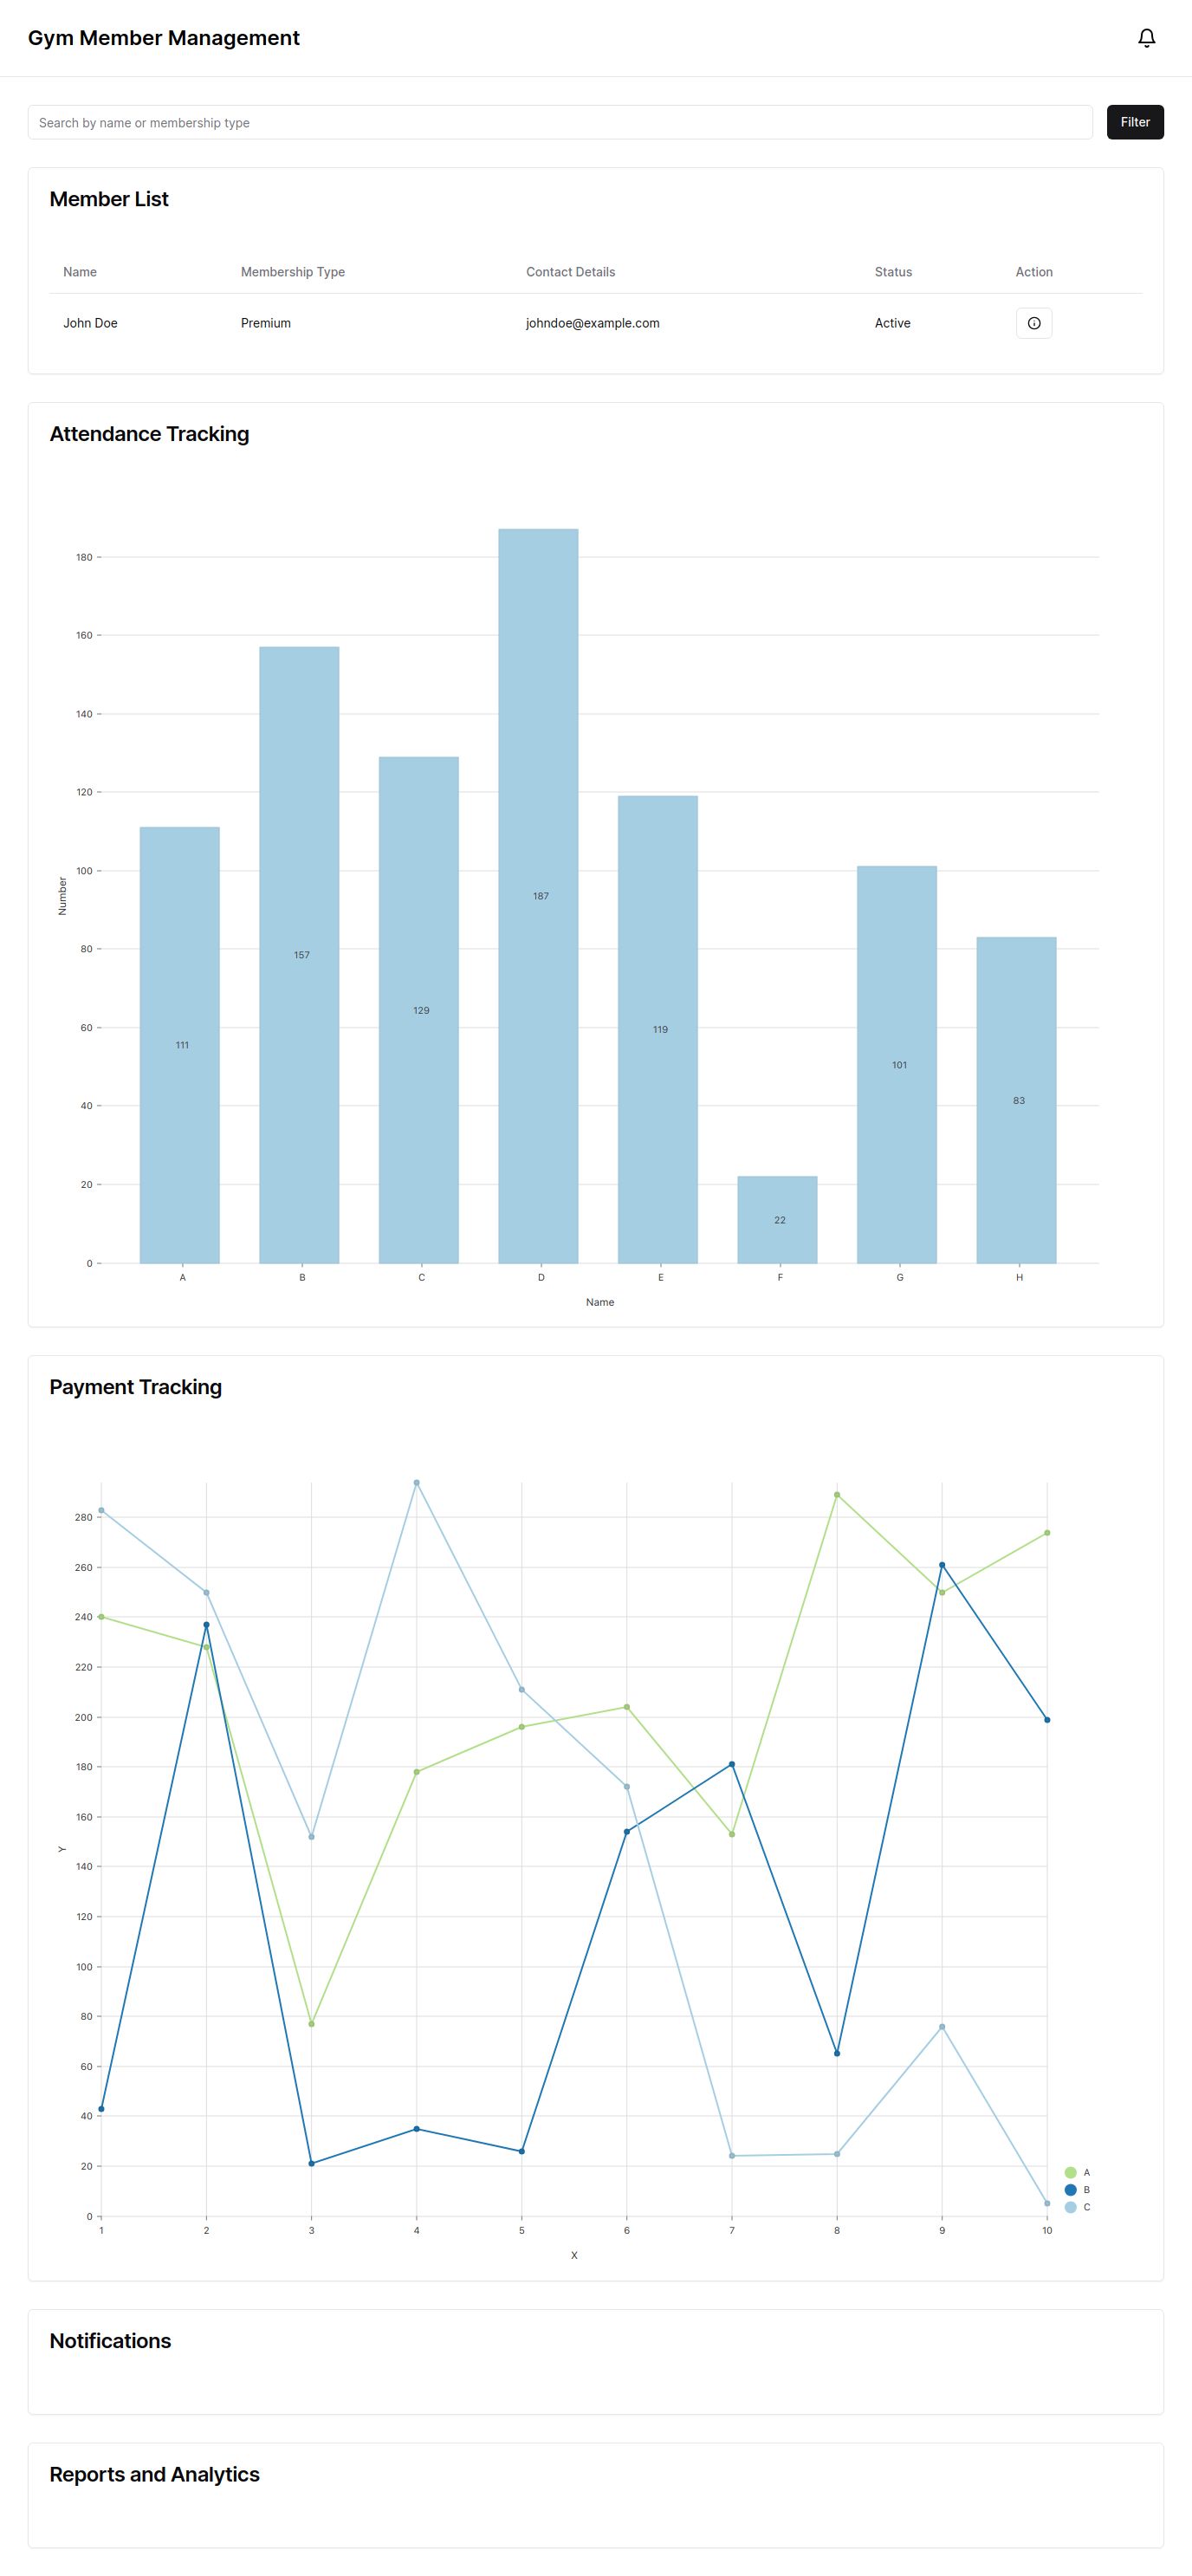 Gym Member Management
Search by name or membership type
Filter
Member List
Name Membership Type Contact Details Status Action
John Doe Premium johndoe@example.com Active
Attendance Tracking
180
160
140
120
100
80
60
40
20
0
Number
111
157
129
187
119
22
101
83
A B C D E F G H
Name
Payment Tracking
280
260
240
220
200
180
160
140
120
100
80
60
40
20
0
Y
A
B
C
1 2 3 4 5 6 7 8 9 10
X
Notifications
Reports and Analytics